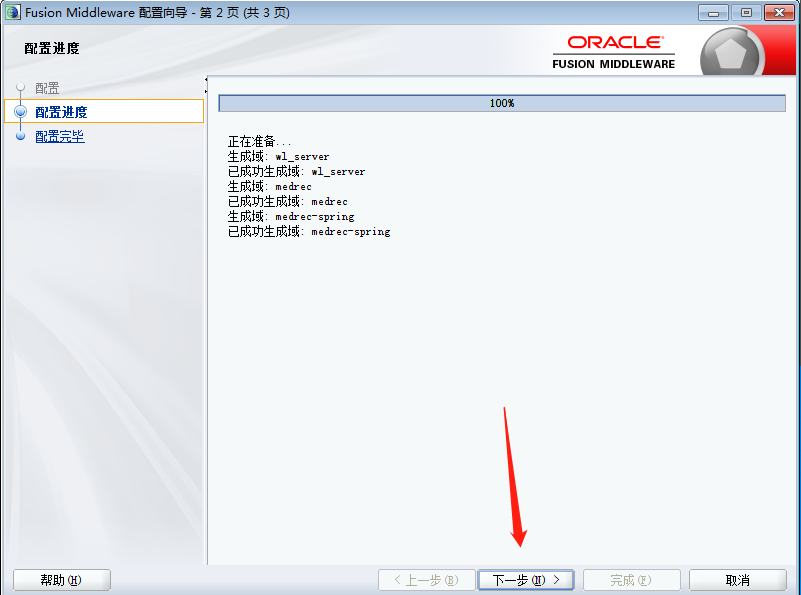 Fusion Middleware 配置向导 - 第 2 页 (共 3 页)
配置进度
ORACLE
FUSION MIDDLEWARE
配置
配置进度
配置完毕
100%
正在准备...
生成域: wl_server
已成功生成域: wl_server
生成域: medrec
已成功生成域: medrec
生成域: medrec-spring
已成功生成域: medrec-spring
帮助(H)
< 上一步(B)
下一步(N) >
完成(F)
取消